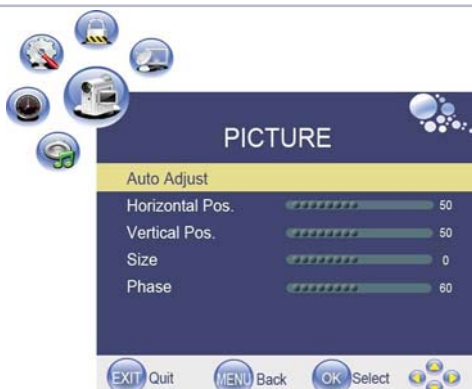 PICTURE
Auto Adjust
Horizontal Pos. 50
Vertical Pos. 50
Size 0
Phase 60
EXIT Quit MENU Back OK Select